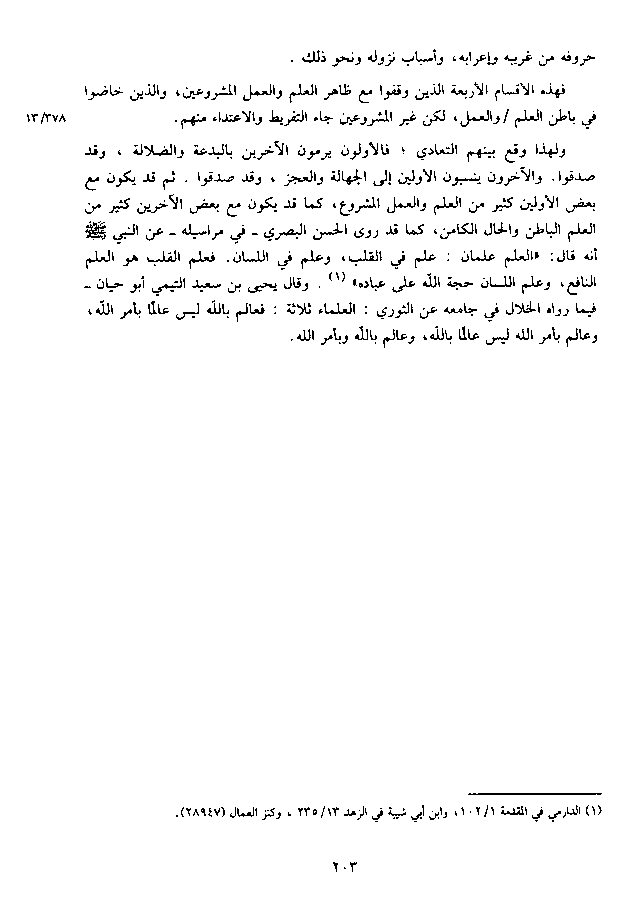 حروفه من غريبه وإعرابه، وأسباب نزوله ونحو ذلك .
فهذه الأقسام الأربعة الذين وقفوا مع ظاهر العلم والعمل المشروعين، والذين خاضوا
في باطن العلم /والعمل، لكن غير المشروعين جاء التفريط والاعتداء منهم.
١٣/٣٧٨
ولهذا وقع بينهم التعادي ؛ فالأولون يرمون الآخرين بالبدعة والضلالة ، وقد
صدقوا. والآخرون ينسبون الأولين إلى الجهالة والعجز ، وقد صدقوا . ثم قد يكون مع
بعض الأولين كثير من العلم والعمل المشروع، كما قد يكون مع بعض الآخرين كثير من
العلم الباطن والحال الكامن، كما قد روى الحسن البصري ـ في مراسيله ـ عن النبي ﷺ
أنه قال: «العلم علمان : علم في القلب، وعلم في اللسان. فعلم القلب هو العلم
النافع، وعلم اللسان حجة الله على عباده» (١) . وقال يحيى بن سعيد التيمي أبو حيان ـ
فيما رواه الخلال في جامعه عن الثوري : العلماء ثلاثة : فعالم بالله ليس عالمًا بأمر الله،
وعالم بأمر الله ليس عالمًا بالله، وعالم بالله وبأمر الله.
(١) الدارمي في المقدمة ١٠٢/١، وابن أبي شيبة في الزهد ٢٣٥/١٣ ، وكنز العمال (٢٨٩٤٧).
٢٠٣